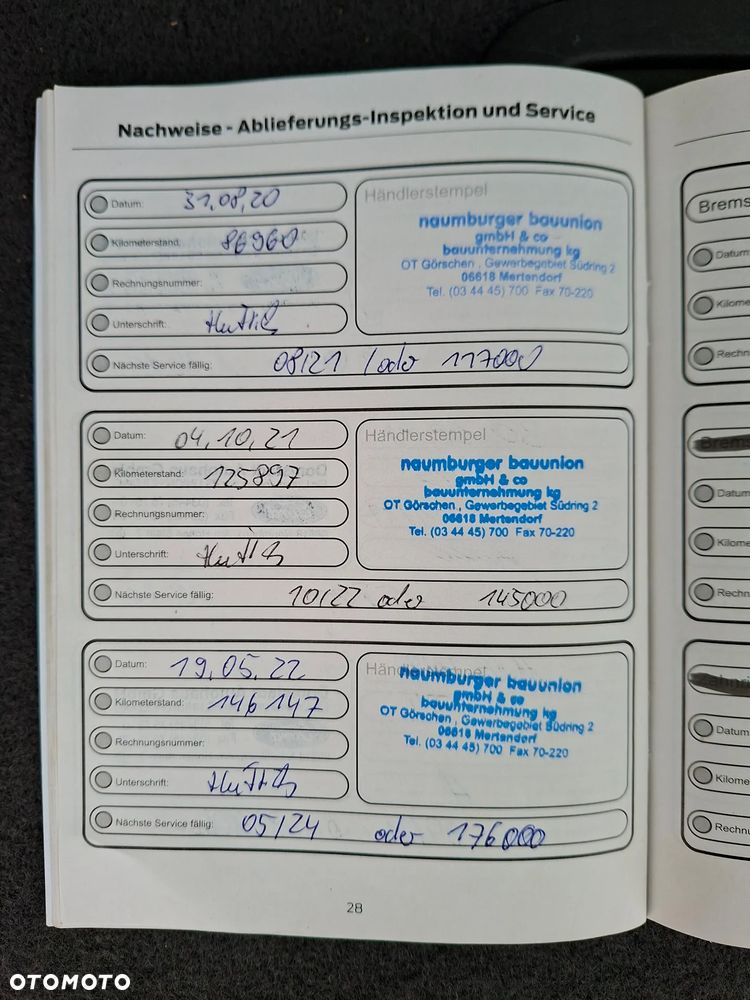 Nachweise - Ablieferungs-Inspektion und Service
Datum: 31.08.20
Kilometerstand: 86960
Rechnungsnummer:
Unterschrift:
Nächste Service fällig: 08/21 / oder 117000
Händlerstempel
naumburger bauunion
gmbH & co
bauunternehmung kg
OT Görschen , Gewerbegebiet Südring 2
06618 Mertendorf
Tel. (03 44 45) 700 Fax 70-220
Datum: 04.10.21
Kilometerstand: 125897
Rechnungsnummer:
Unterschrift:
Nächste Service fällig: 10/22 oder 145000
Händlerstempel
naumburger bauunion
gmbH & co
bauunternehmung kg
OT Görschen , Gewerbegebiet Südring 2
06618 Mertendorf
Tel. (03 44 45) 700 Fax 70-220
Datum: 19.05.22
Kilometerstand: 146147
Rechnungsnummer:
Unterschrift:
Nächste Service fällig: 05/24 oder 176000
Händlerstempel
naumburger bauunion
gmbH & co
bauunternehmung kg
OT Görschen , Gewerbegebiet Südring 2
06618 Mertendorf
Tel. (03 44 45) 700 Fax 70-220
28
Brems
Datum
Kilome
Rechn
Brems
Datum
Kilome
Rechn
Datum
Kilome
Rechnu
OTOMOTO